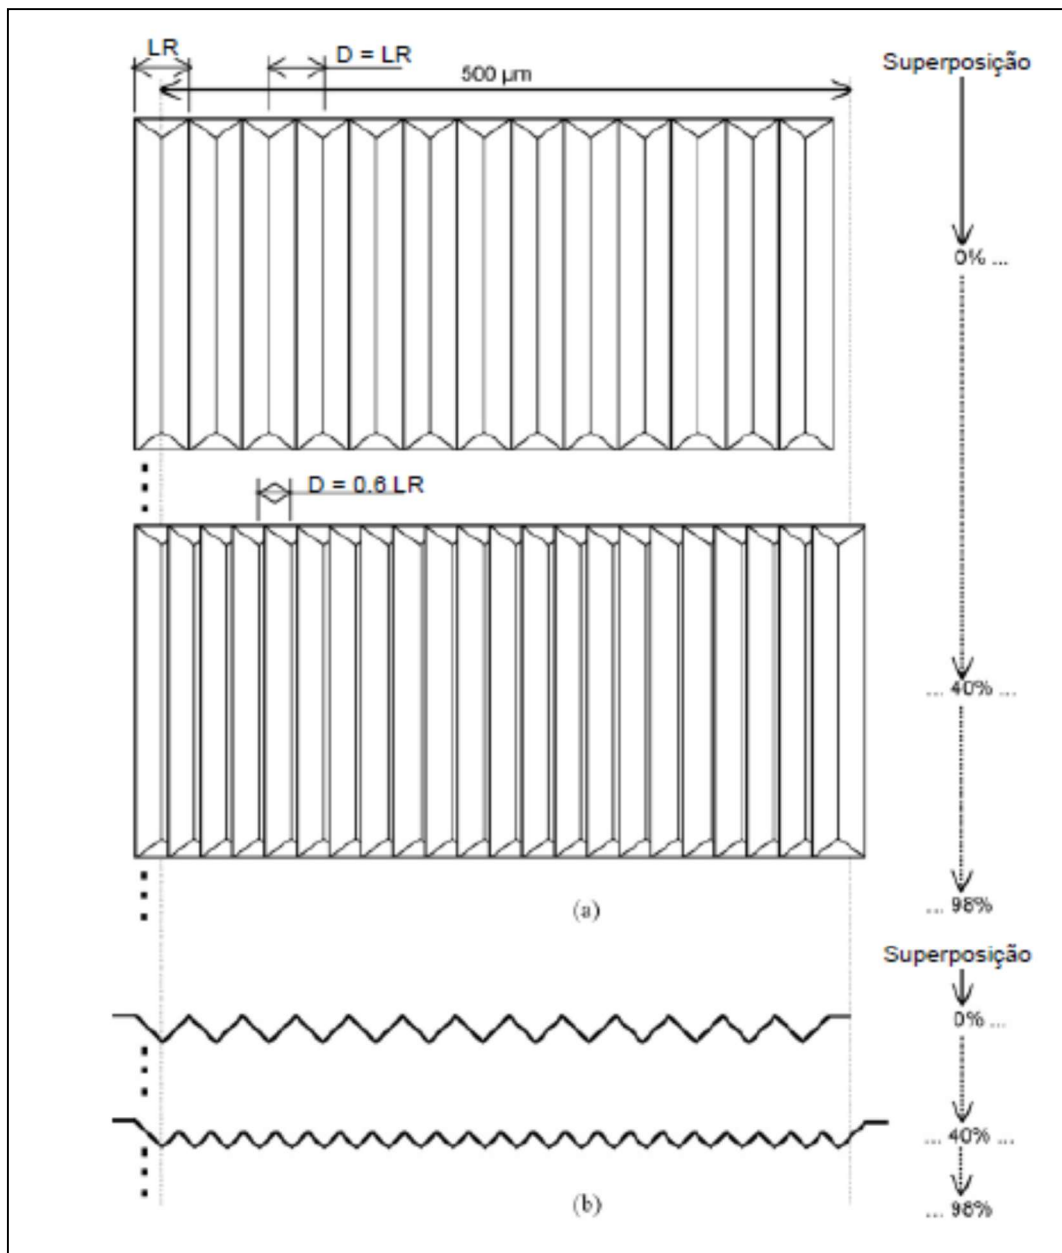 LR
D = LR
500 µm
Superposição
0% ...
D = 0.6 LR
... 40% ...
... 98%
(a)
Superposição
0% ...
... 40% ...
... 98%
(b)